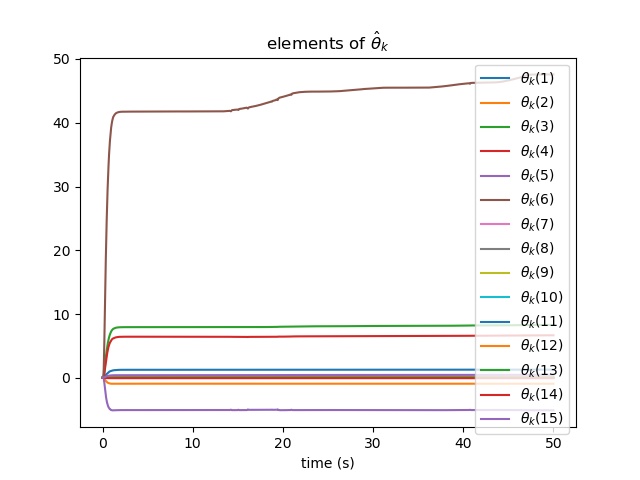 elements of θ̂ₖ
50
40
30
20
10
0
0 10 20 30 40 50
time (s)
θₖ(1)
θₖ(2)
θₖ(3)
θₖ(4)
θₖ(5)
θₖ(6)
θₖ(7)
θₖ(8)
θₖ(9)
θₖ(10)
θₖ(11)
θₖ(12)
θₖ(13)
θₖ(14)
θₖ(15)